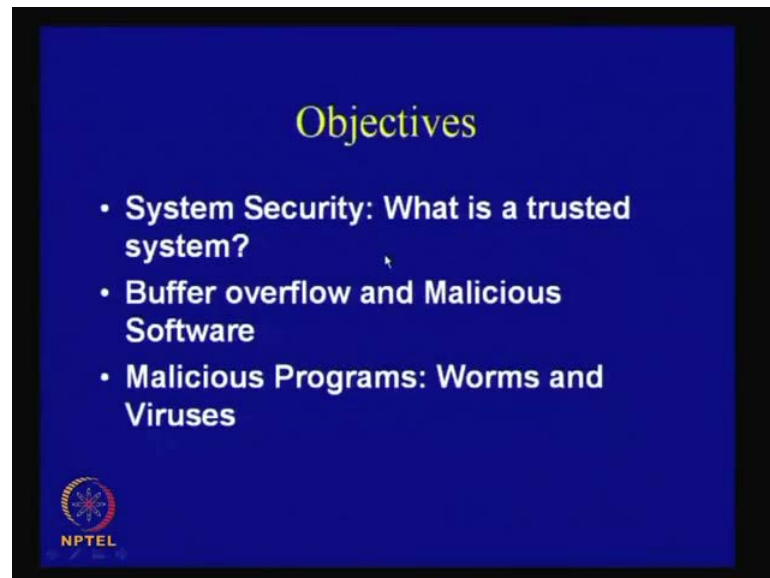 Objectives
• System Security: What is a trusted
system?
• Buffer overflow and Malicious
Software
• Malicious Programs: Worms and
Viruses
NPTEL